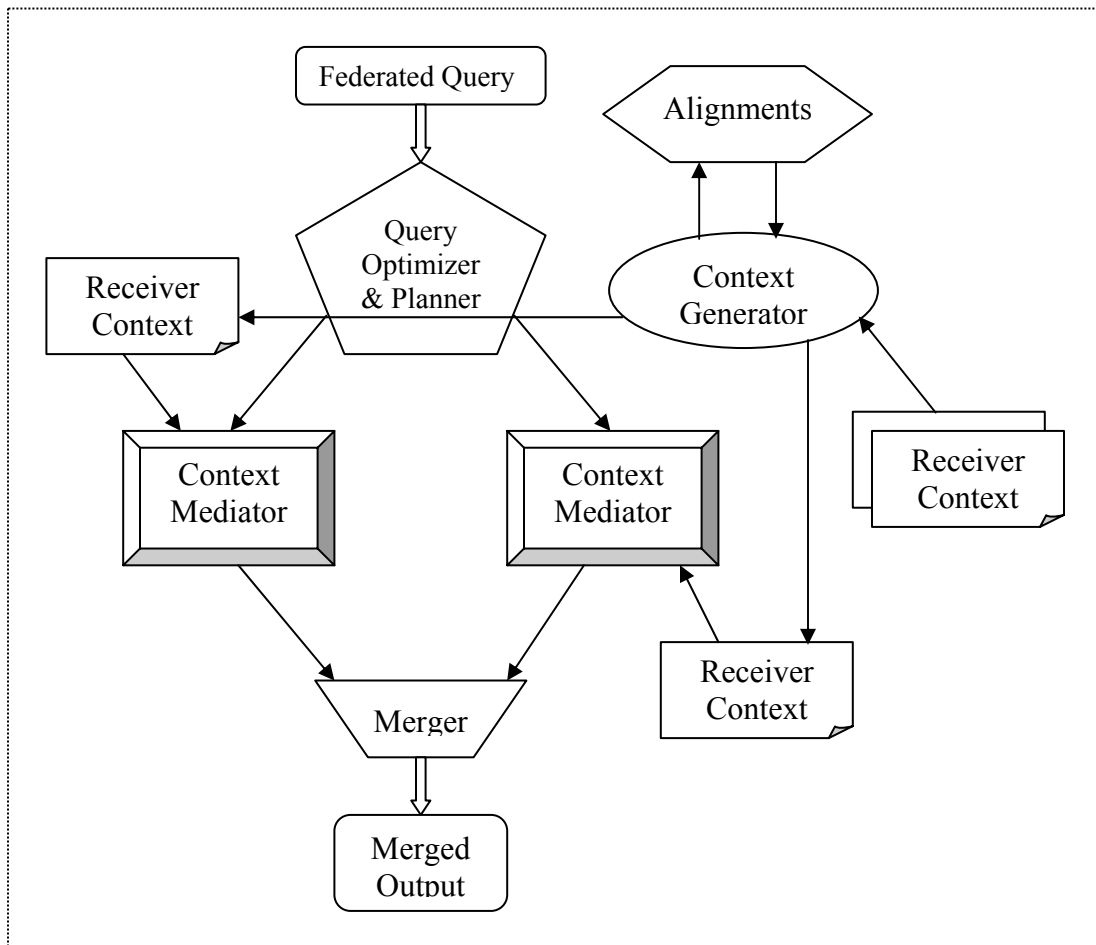 Federated Query
Alignments
Query
Optimizer
& Planner
Context
Generator
Receiver
Context
Context
Mediator
Context
Mediator
Receiver
Context
Receiver
Context
Merger
Merged
Output